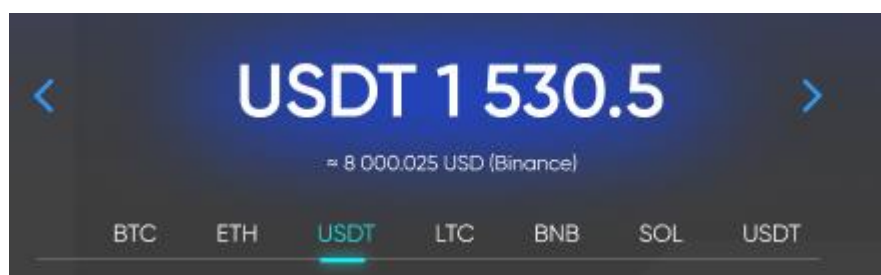 USDT 1 530.5
≈ 8 000.025 USD (Binance)
BTC ETH USDT LTC BNB SOL USDT